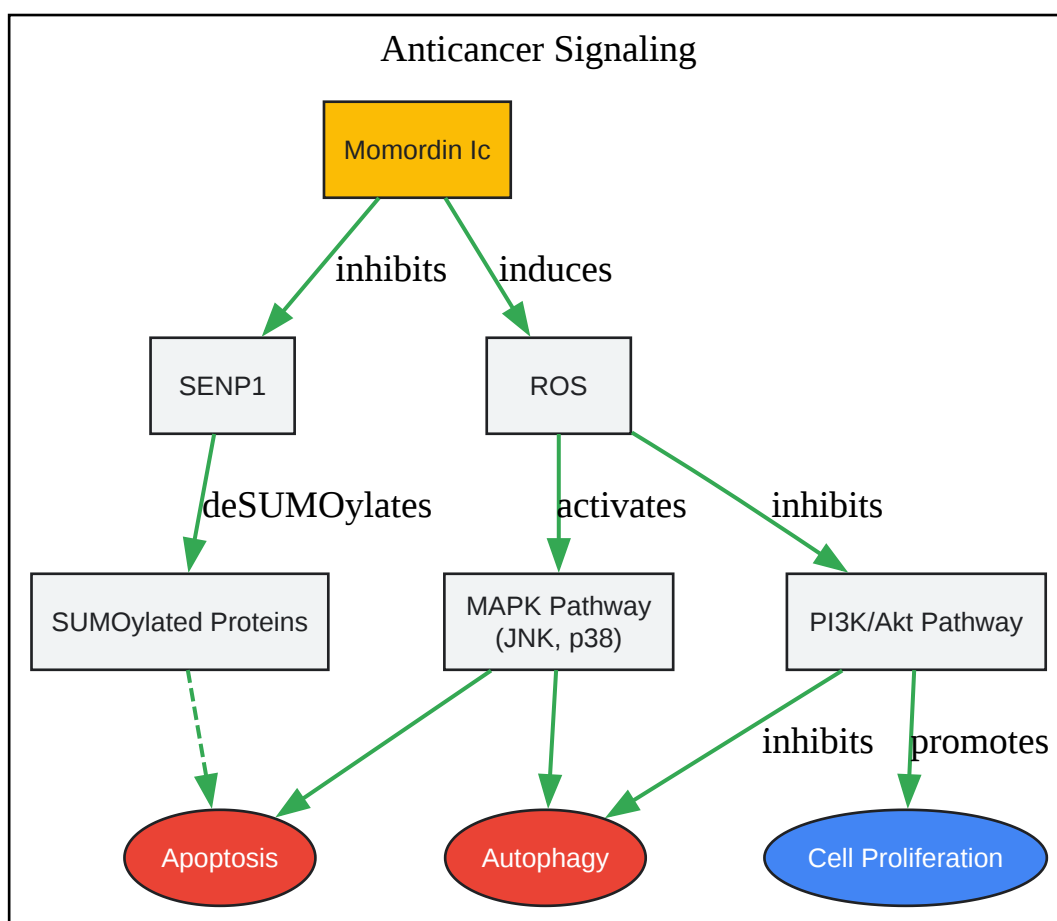 Anticancer Signaling
Momordin Ic
inhibits
induces
SENP1
ROS
deSUMOylates
activates
inhibits
SUMOylated Proteins
MAPK Pathway
(JNK, p38)
PI3K/Akt Pathway
inhibits
promotes
Apoptosis
Autophagy
Cell Proliferation